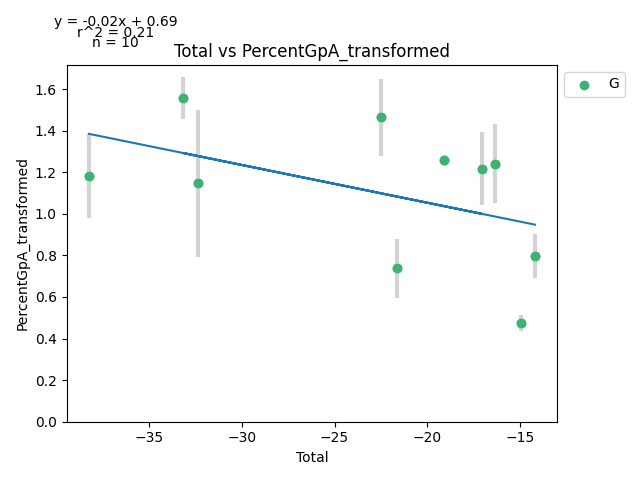 y = -0.02x + 0.69
r^2 = 0.21
n = 10
Total vs PercentGpA_transformed
G
PercentGpA_transformed
1.6
1.4
1.2
1.0
0.8
0.6
0.4
0.2
0.0
−35 −30 −25 −20 −15
Total